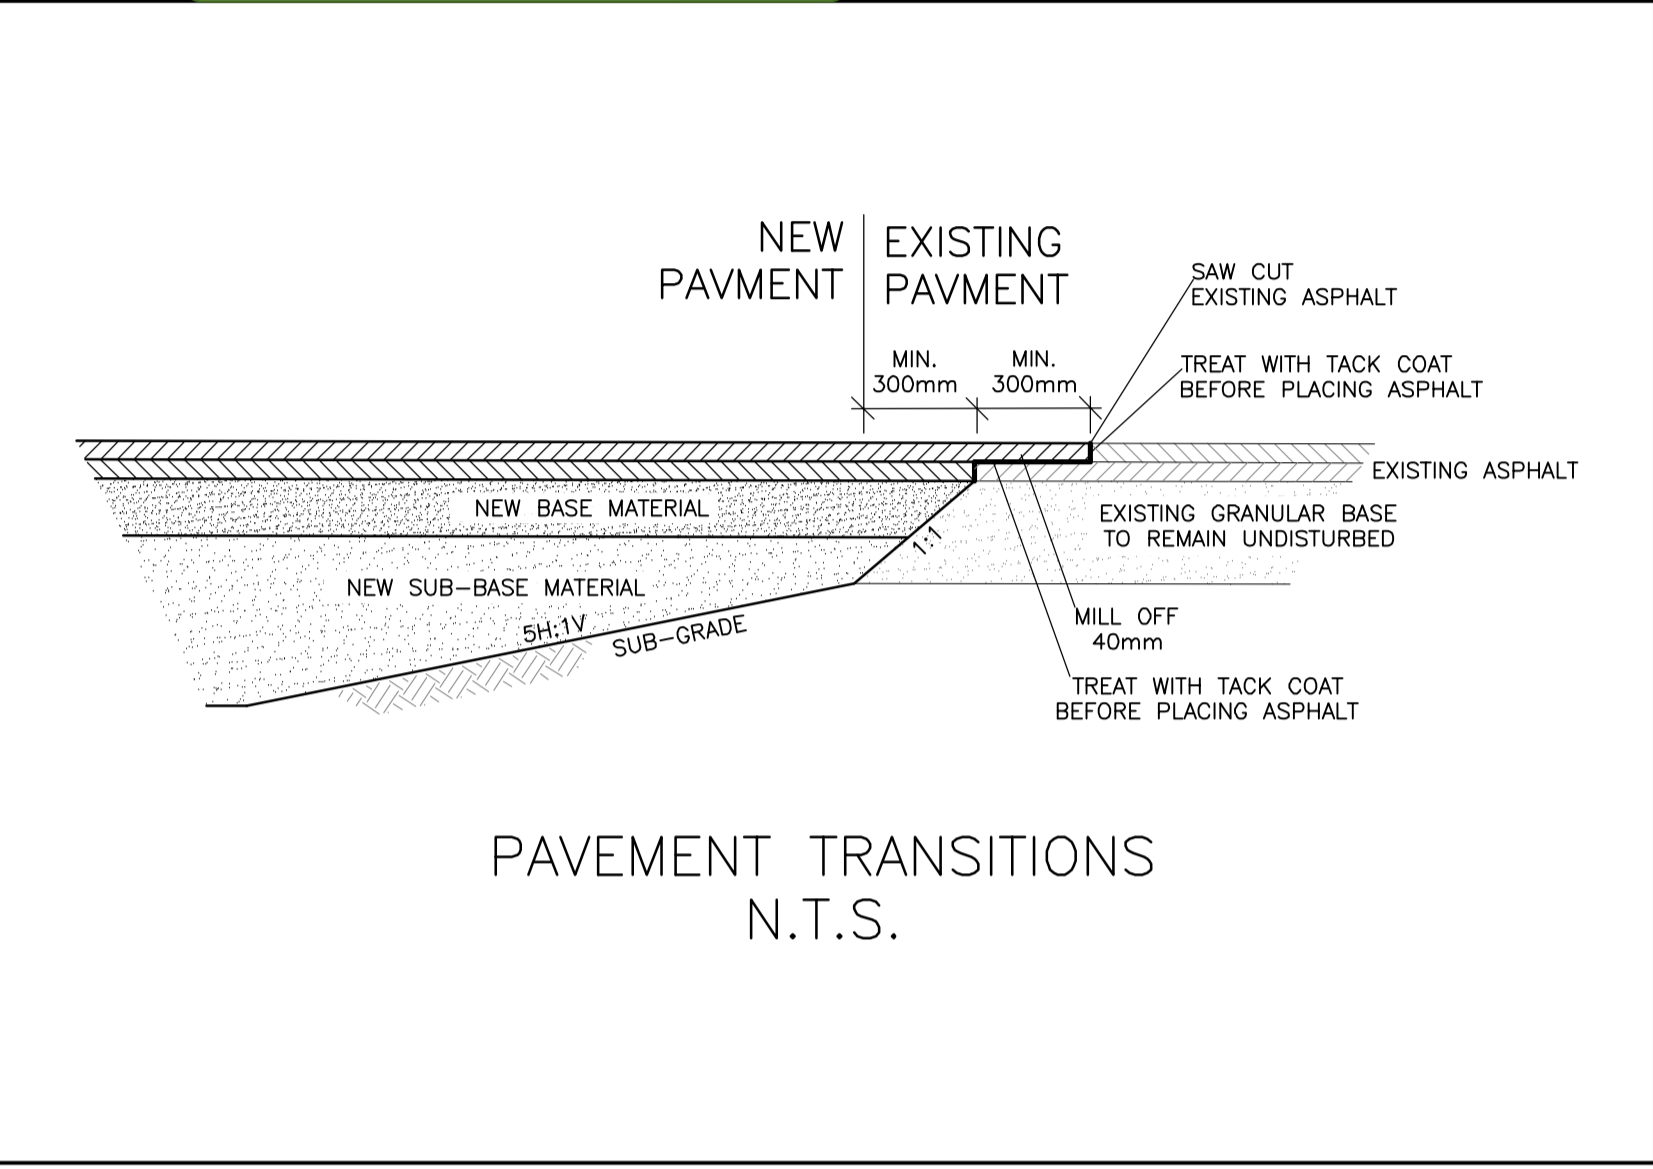 NEW
PAVMENT
EXISTING
PAVMENT
SAW CUT
EXISTING ASPHALT
MIN.
300mm
MIN.
300mm
TREAT WITH TACK COAT
BEFORE PLACING ASPHALT
EXISTING ASPHALT
NEW BASE MATERIAL
EXISTING GRANULAR BASE
TO REMAIN UNDISTURBED
1:1
NEW SUB-BASE MATERIAL
5H:1V
SUB-GRADE
MILL OFF
40mm
TREAT WITH TACK COAT
BEFORE PLACING ASPHALT
PAVEMENT TRANSITIONS
N.T.S.